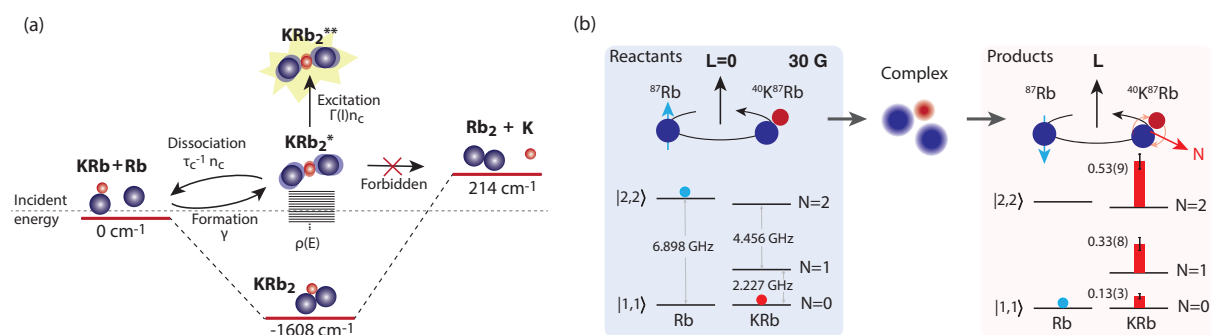 (a)
KRb₂**
Excitation
Γ(I)n_c
Dissociation
τ_c⁻¹ n_c
KRb₂*
Rb₂ + K
KRb+Rb
Forbidden
214 cm⁻¹
Incident
energy
0 cm⁻¹
Formation
γ
ρ(E)
KRb₂
-1608 cm⁻¹
(b)
Reactants
L=0
30 G
⁸⁷Rb
⁴⁰K⁸⁷Rb
|2,2⟩
N=2
6.898 GHz
4.456 GHz
N=1
2.227 GHz
|1,1⟩
N=0
Rb
KRb
Complex
Products
L
⁸⁷Rb
⁴⁰K⁸⁷Rb
N
0.53(9)
|2,2⟩
N=2
0.33(8)
N=1
0.13(3)
|1,1⟩
N=0
Rb
KRb